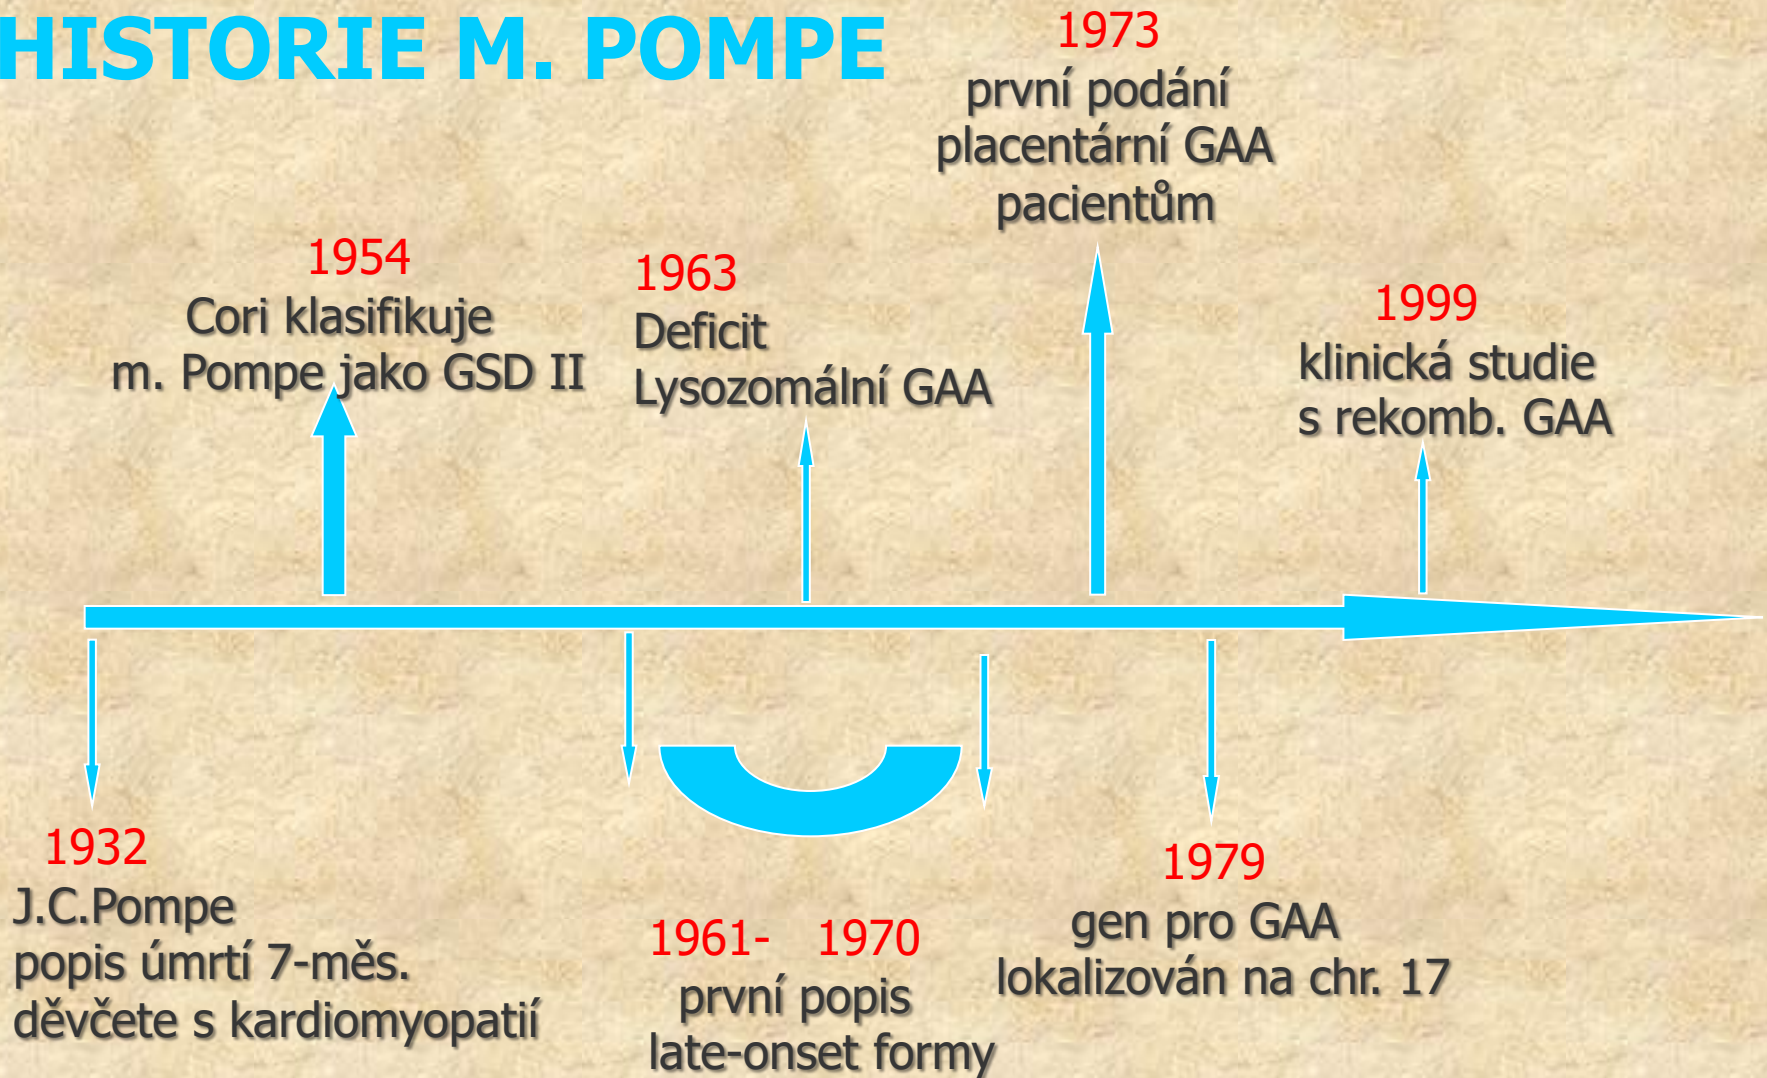 HISTORIE M. POMPE
1973
první podání
placentární GAA
pacientům
1954
Cori klasifikuje
m. Pompe jako GSD II
1963
Deficit
Lysozomální GAA
1999
klinická studie
s rekomb. GAA
1932
J.C.Pompe
popis úmrtí 7-měs.
děvčete s kardiomyopatií
1961- 1970
první popis
late-onset formy
1979
gen pro GAA
lokalizován na chr. 17